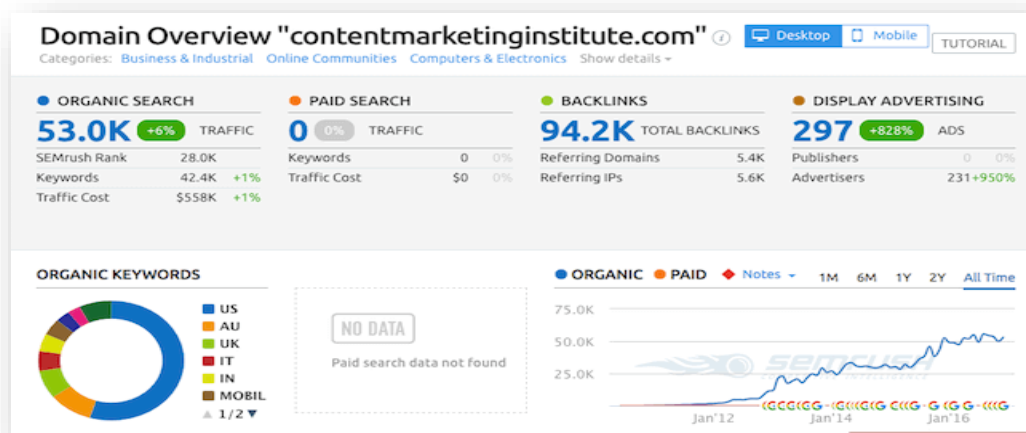 Domain Overview "contentmarketinginstitute.com" i Desktop Mobile TUTORIAL
Categories: Business & Industrial Online Communities Computers & Electronics Show details
ORGANIC SEARCH
53.0K +6% TRAFFIC
SEMrush Rank 28.0K
Keywords 42.4K +1%
Traffic Cost $558K +1%
PAID SEARCH
0 0% TRAFFIC
Keywords 0 0%
Traffic Cost $0 0%
BACKLINKS
94.2K TOTAL BACKLINKS
Referring Domains 5.4K
Referring IPs 5.6K
DISPLAY ADVERTISING
297 +828% ADS
Publishers 0 0%
Advertisers 231 +950%
ORGANIC KEYWORDS
US
AU
UK
IT
IN
MOBIL
1/2
NO DATA
Paid search data not found
ORGANIC PAID Notes 1M 6M 1Y 2Y All Time
75.0K
50.0K
25.0K
semrush
Jan'12 Jan'14 Jan'16